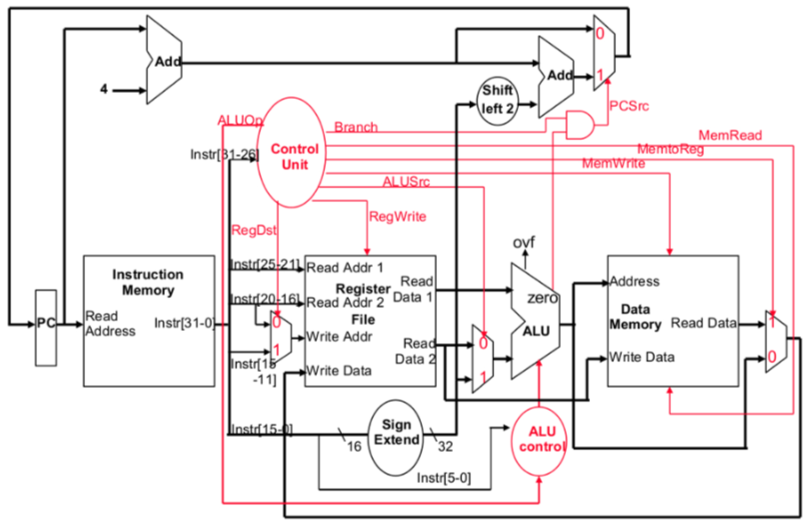 0
Add
Add
4
1
Shift
left 2
PCSrc
ALUOp
Branch
MemRead
Instr[31-26]
Control
Unit
MemtoReg
MemWrite
ALUSrc
RegDst
RegWrite
ovf
Instruction
Memory
Instr[25-21]
Read Addr 1
Register
File
Read
Data 1
zero
Address
Instr[20-16]
Read Addr 2
Data
Memory
PC
Read
Address
Instr[31-0]
0
Write Addr
Read
Data 2
0
ALU
Read Data
1
1
Instr[15
-11]
Write Data
1
Write Data
0
Instr[15-0]
16
Sign
Extend
32
ALU
control
Instr[5-0]